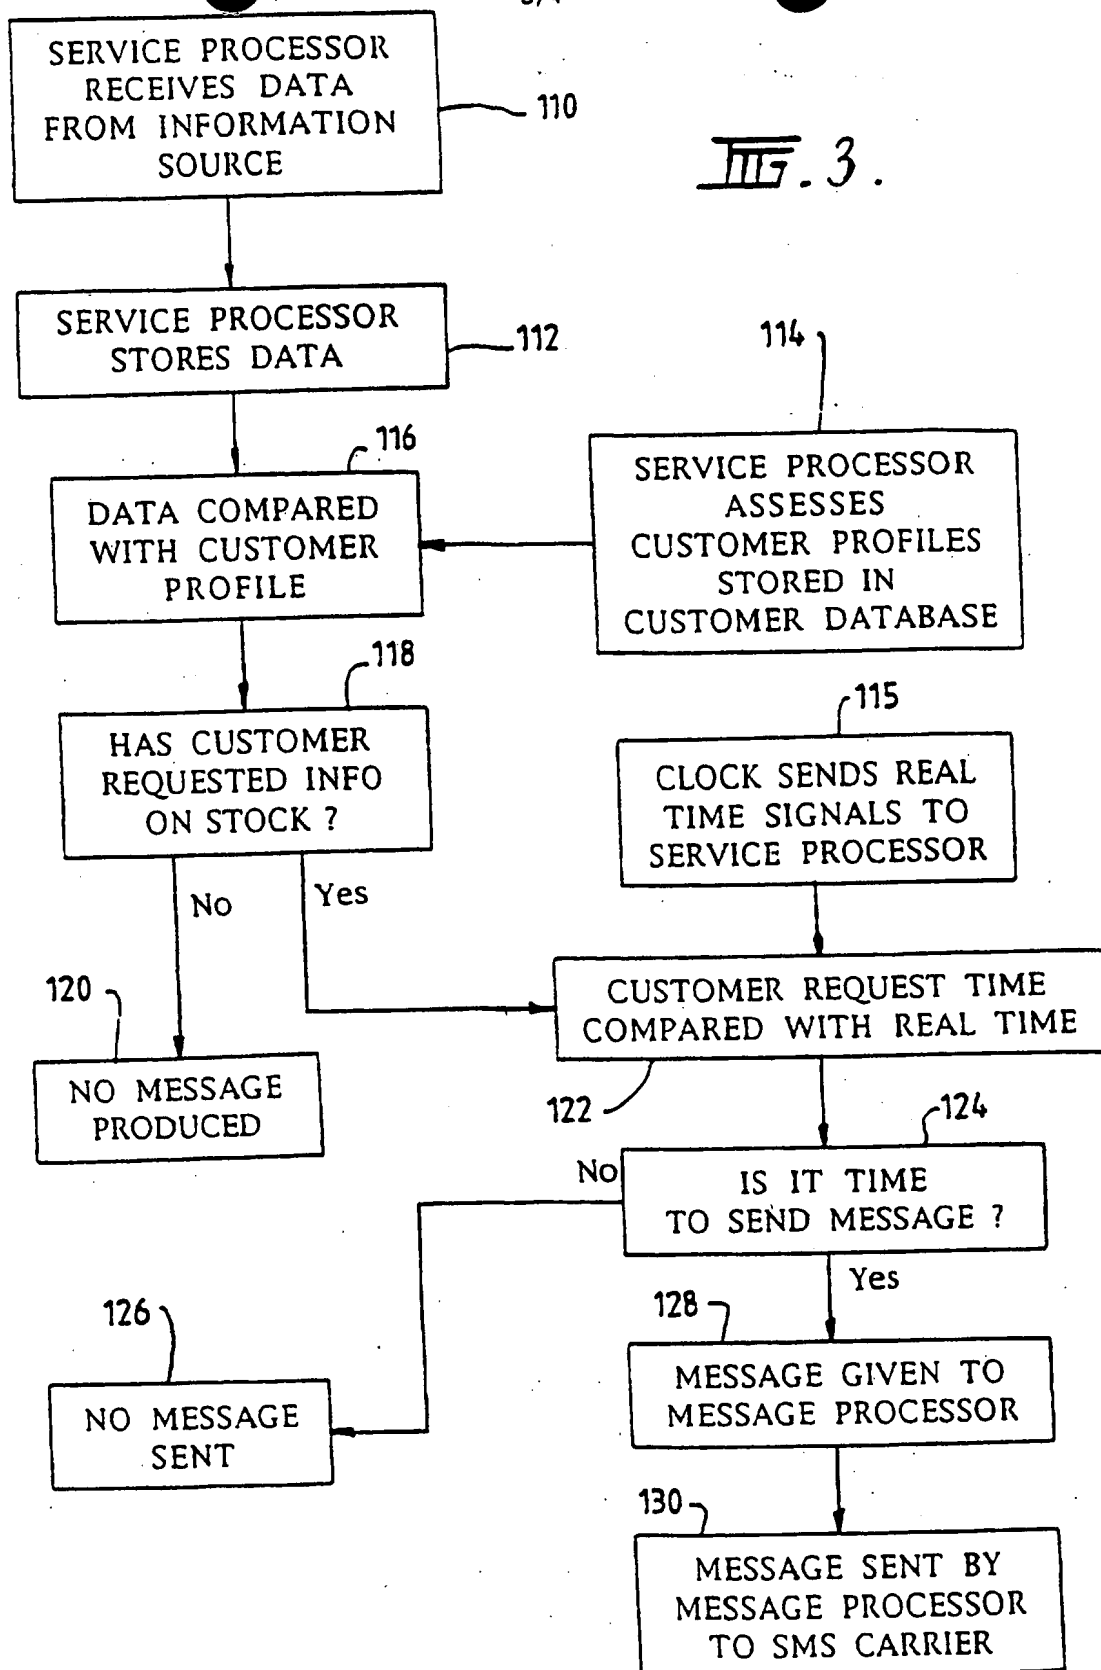 SERVICE PROCESSOR
RECEIVES DATA
FROM INFORMATION
SOURCE
110
FIG. 3.
SERVICE PROCESSOR
STORES DATA
112
114
116
DATA COMPARED
WITH CUSTOMER
PROFILE
SERVICE PROCESSOR
ASSESSES
CUSTOMER PROFILES
STORED IN
CUSTOMER DATABASE
118
HAS CUSTOMER
REQUESTED INFO
ON STOCK ?
115
CLOCK SENDS REAL
TIME SIGNALS TO
SERVICE PROCESSOR
No
Yes
120
NO MESSAGE
PRODUCED
CUSTOMER REQUEST TIME
COMPARED WITH REAL TIME
122
124
No
IS IT TIME
TO SEND MESSAGE ?
Yes
126
NO MESSAGE
SENT
128
MESSAGE GIVEN TO
MESSAGE PROCESSOR
130
MESSAGE SENT BY
MESSAGE PROCESSOR
TO SMS CARRIER